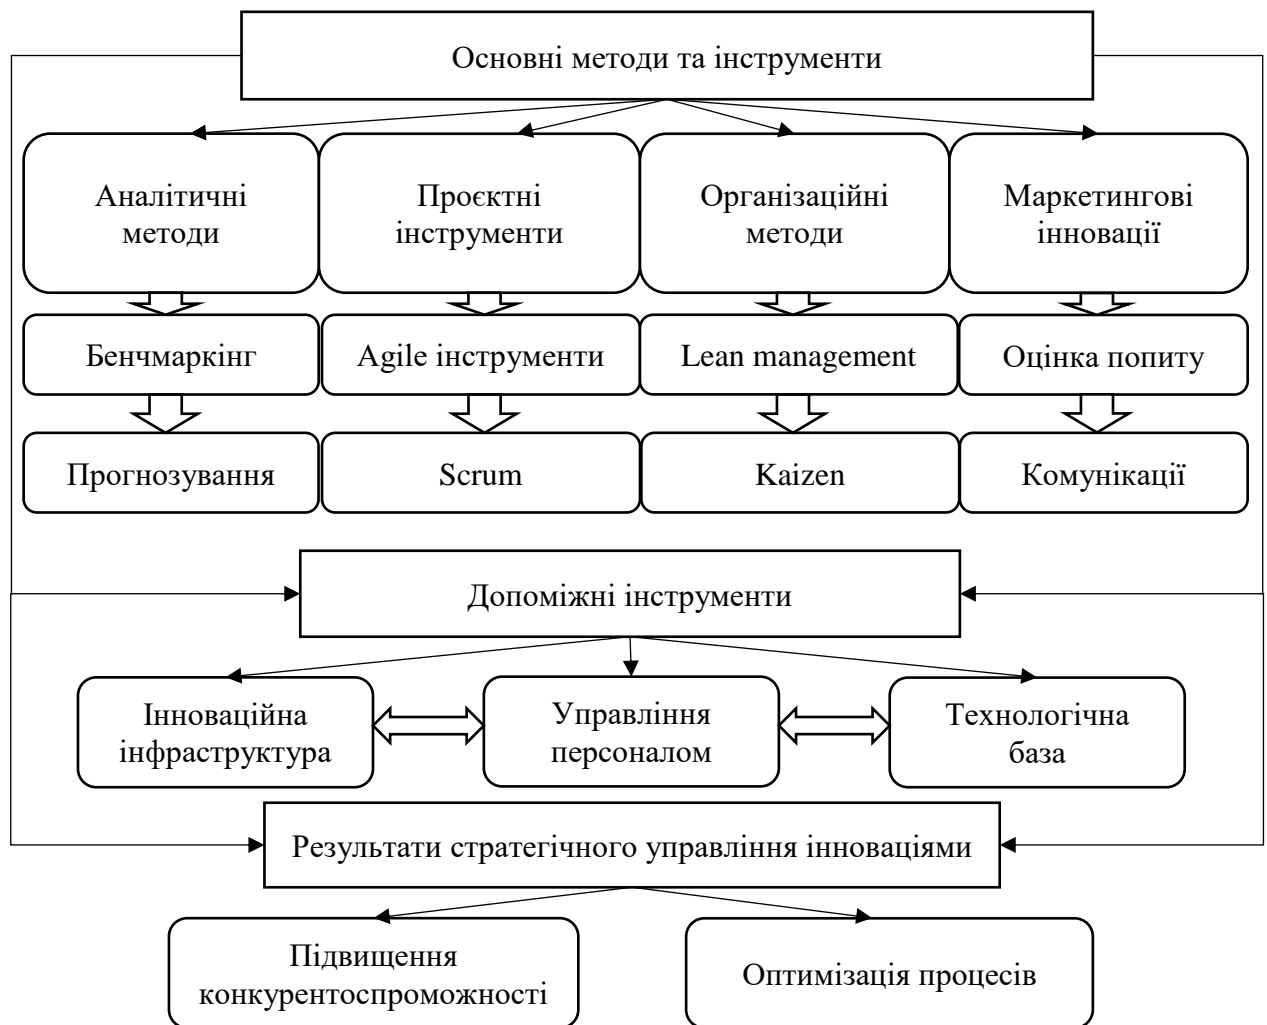 Основні методи та інструменти
Аналітичні
методи
Проєктні
інструменти
Організаційні
методи
Маркетингові
інновації
Бенчмаркінг
Agile інструменти
Lean management
Оцінка попиту
Прогнозування
Scrum
Kaizen
Комунікації
Допоміжні інструменти
Інноваційна
інфраструктура
Управління
персоналом
Технологічна
база
Результати стратегічного управління інноваціями
Підвищення
конкурентоспроможності
Оптимізація процесів